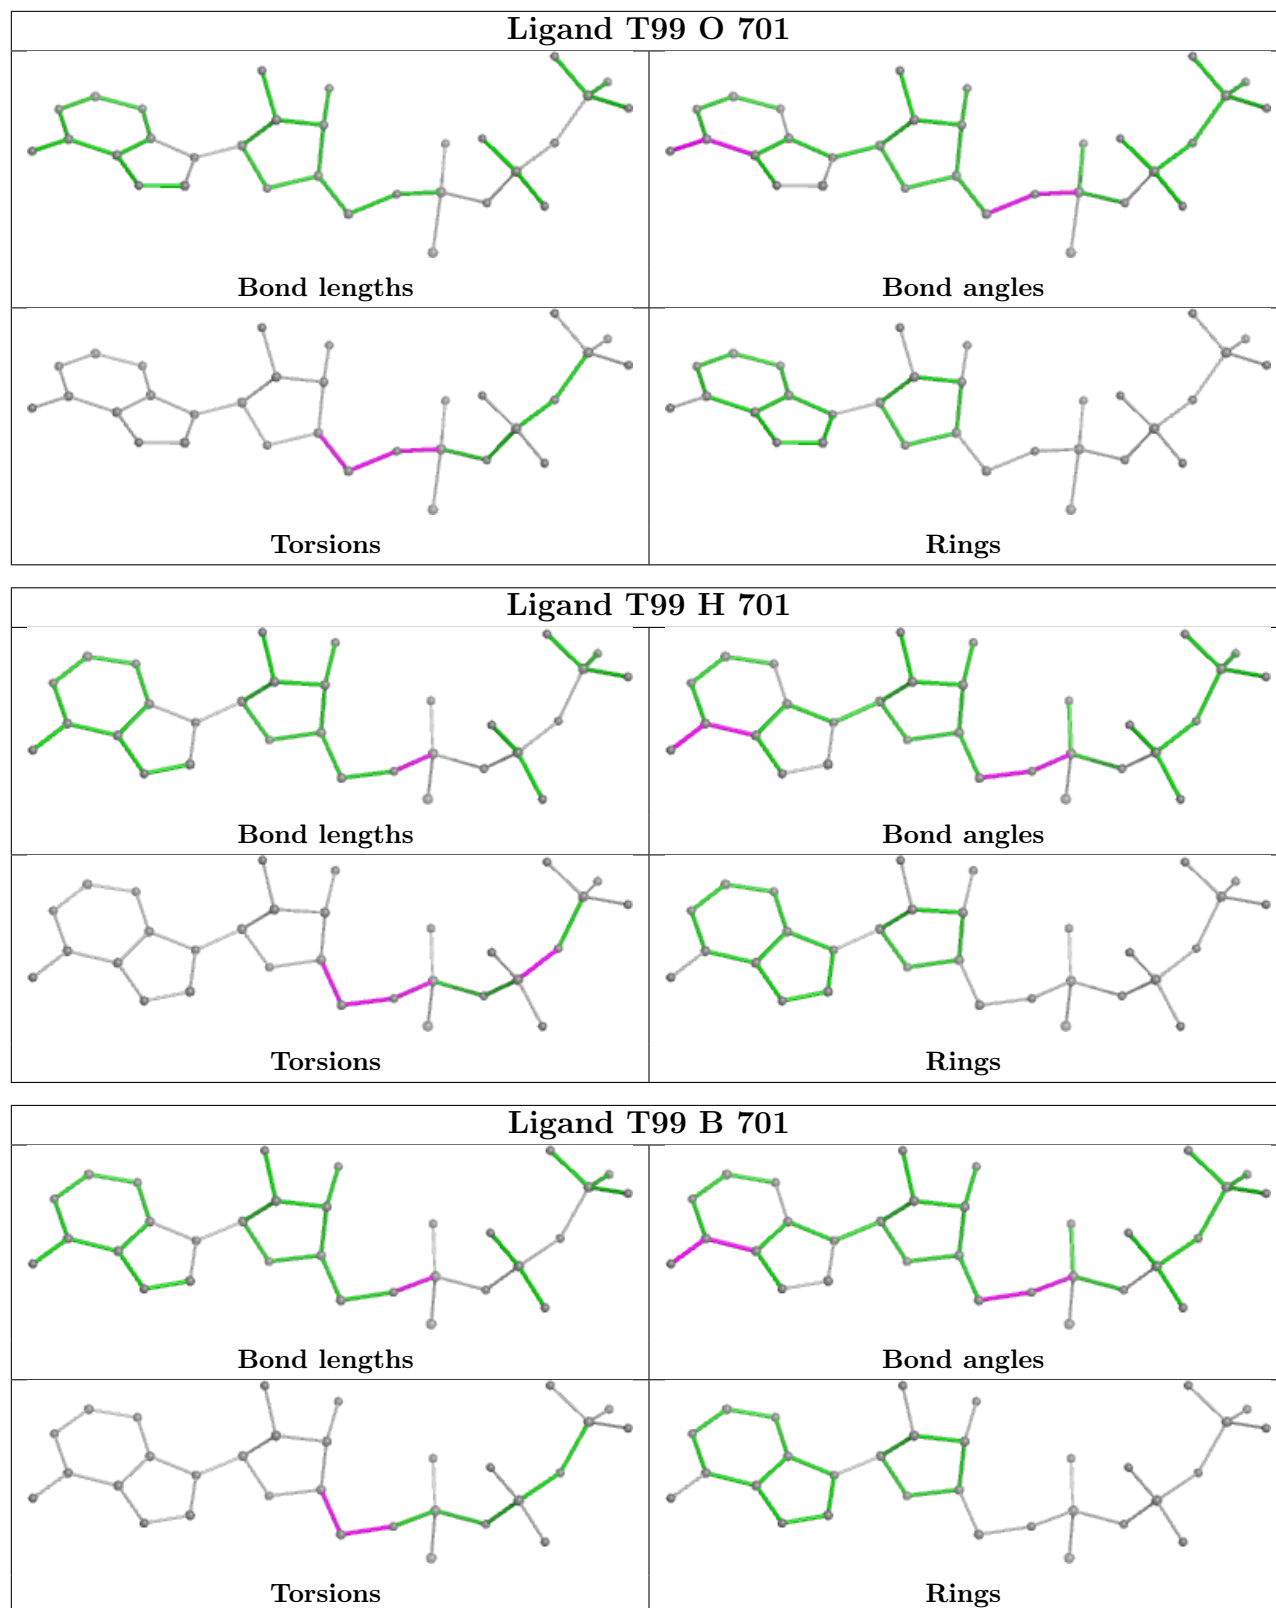 Ligand T99 O 701
Bond lengths
Bond angles
Torsions
Rings
Ligand T99 H 701
Bond lengths
Bond angles
Torsions
Rings
Ligand T99 B 701
Bond lengths
Bond angles
Torsions
Rings